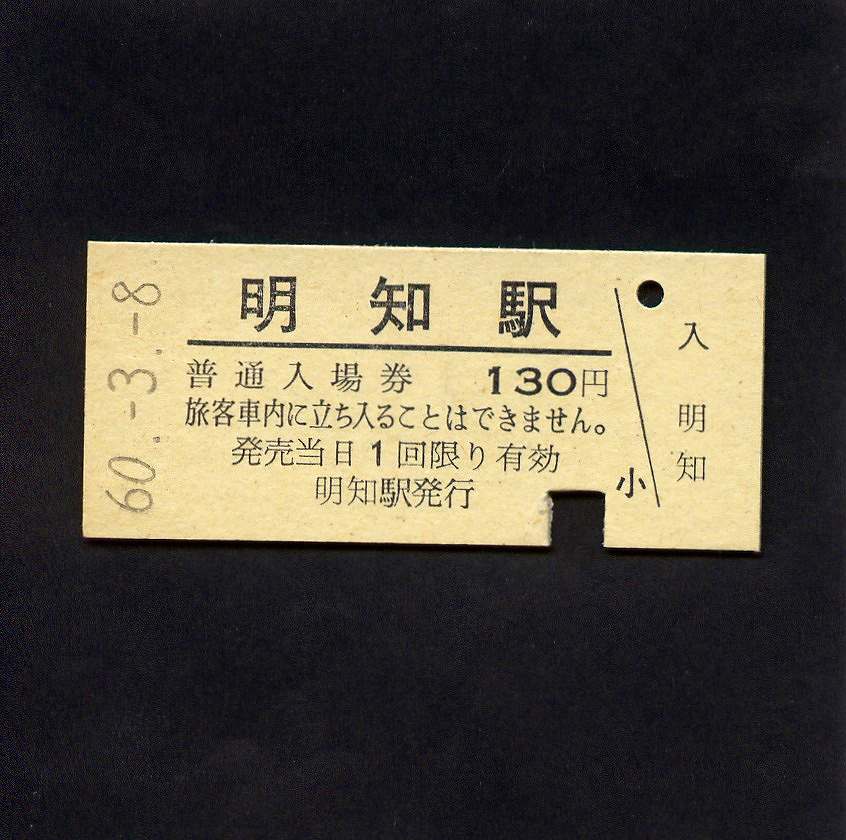 60.-3.-8
明知駅
普通入場券 130円
旅客車内に立ち入ることはできません。
発売当日1回限り有効
明知駅発行
小
入
明知